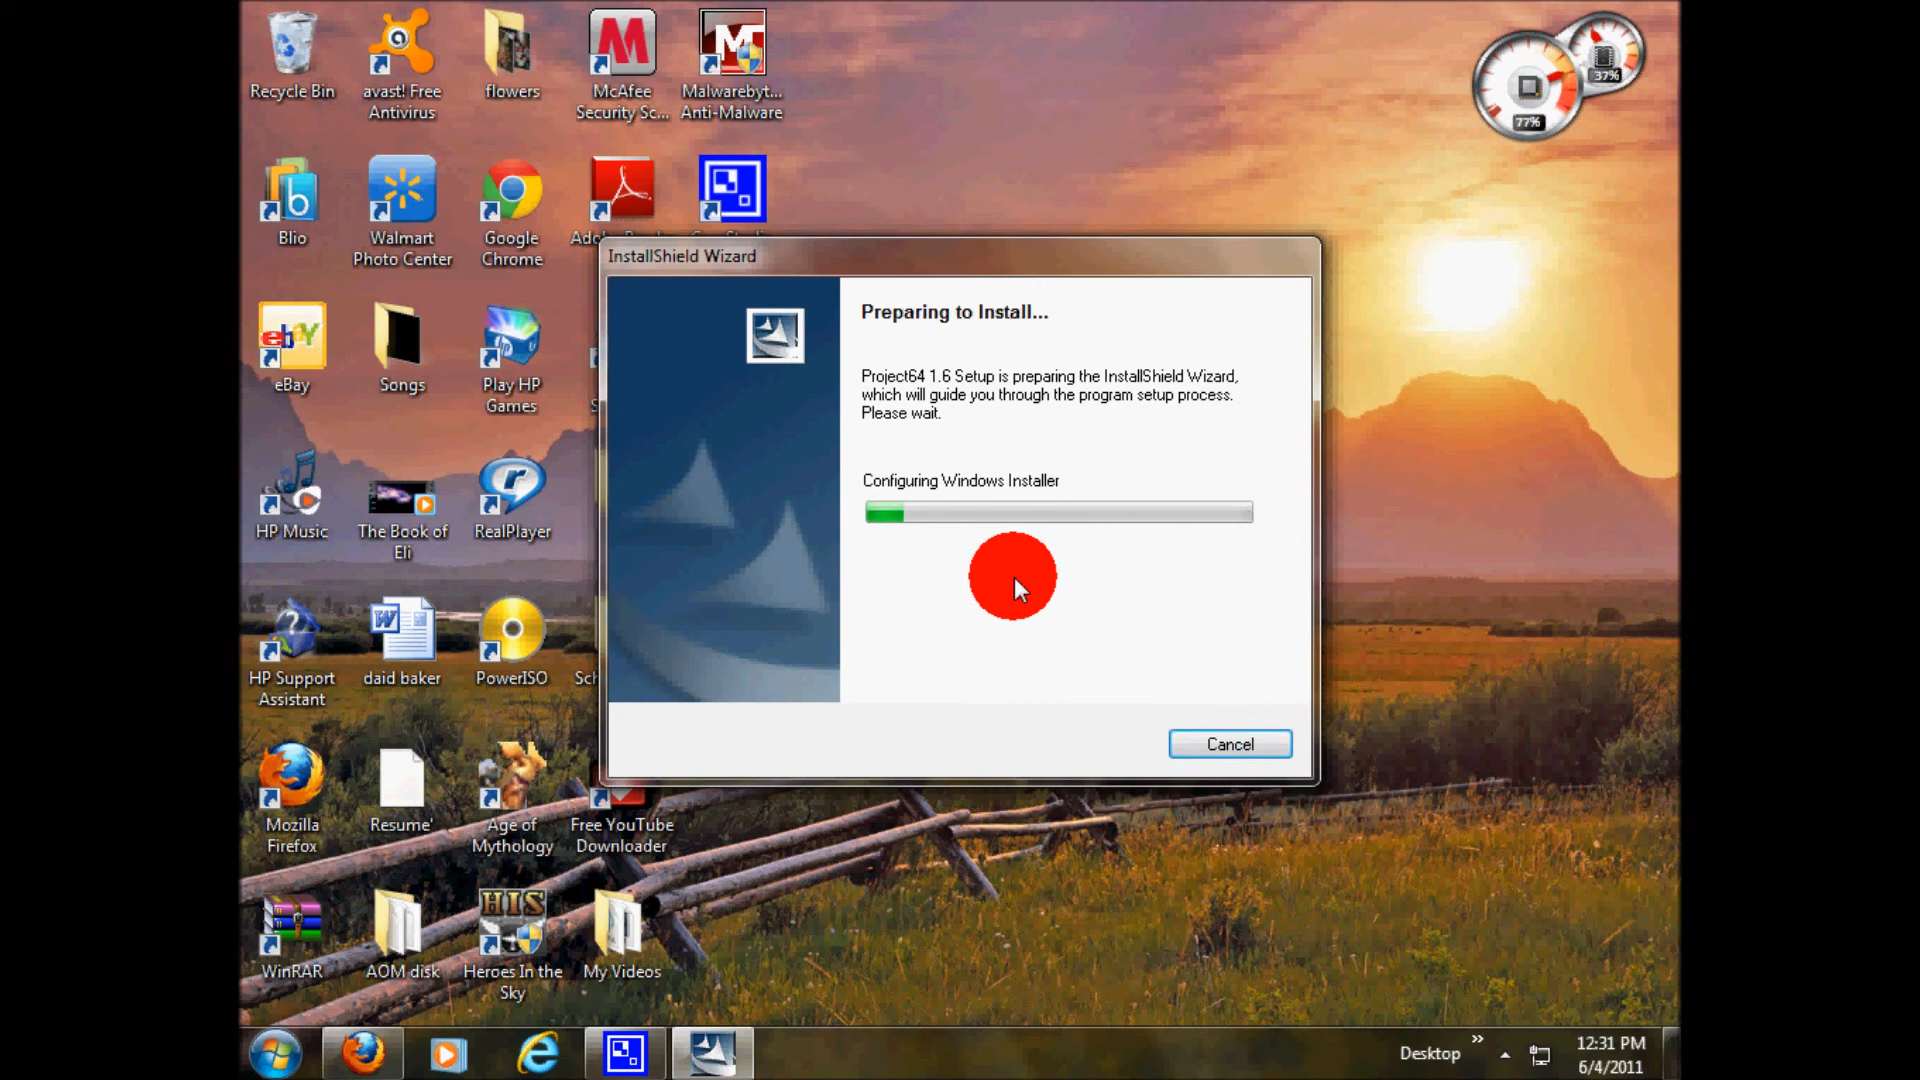 Recycle Bin
avast! Free
Antivirus
flowers
McAfee
Security Sc...
Malwarebyt...
Anti-Malware
37%
77%
Blio
Walmart
Photo Center
Google
Chrome
eBay
Songs
Play HP
Games
HP Music
The Book of
Eli
RealPlayer
HP Support
Assistant
daid baker
PowerISO
Mozilla
Firefox
Resume'
Age of
Mythology
Free YouTube
Downloader
WinRAR
AOM disk
HIS
Heroes In the
Sky
My Videos
InstallShield Wizard
Preparing to Install...
Project64 1.6 Setup is preparing the InstallShield Wizard,
which will guide you through the program setup process.
Please wait.
Configuring Windows Installer
Cancel
Desktop
12:31 PM
6/4/2011